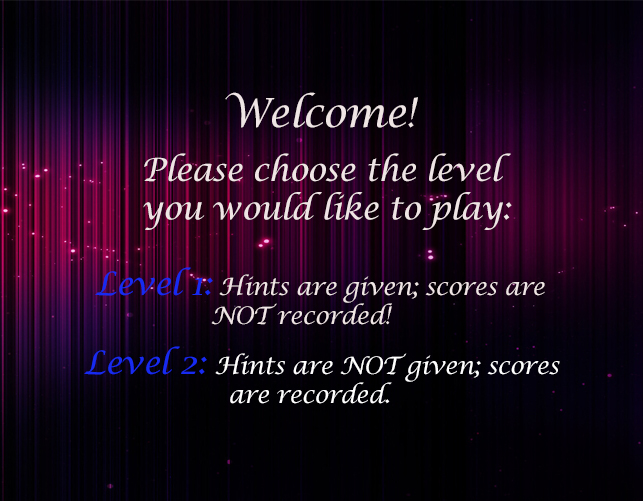 Welcome!
Please choose the level
you would like to play:
Level 1: Hints are given; scores are
NOT recorded!
Level 2: Hints are NOT given; scores
are recorded.